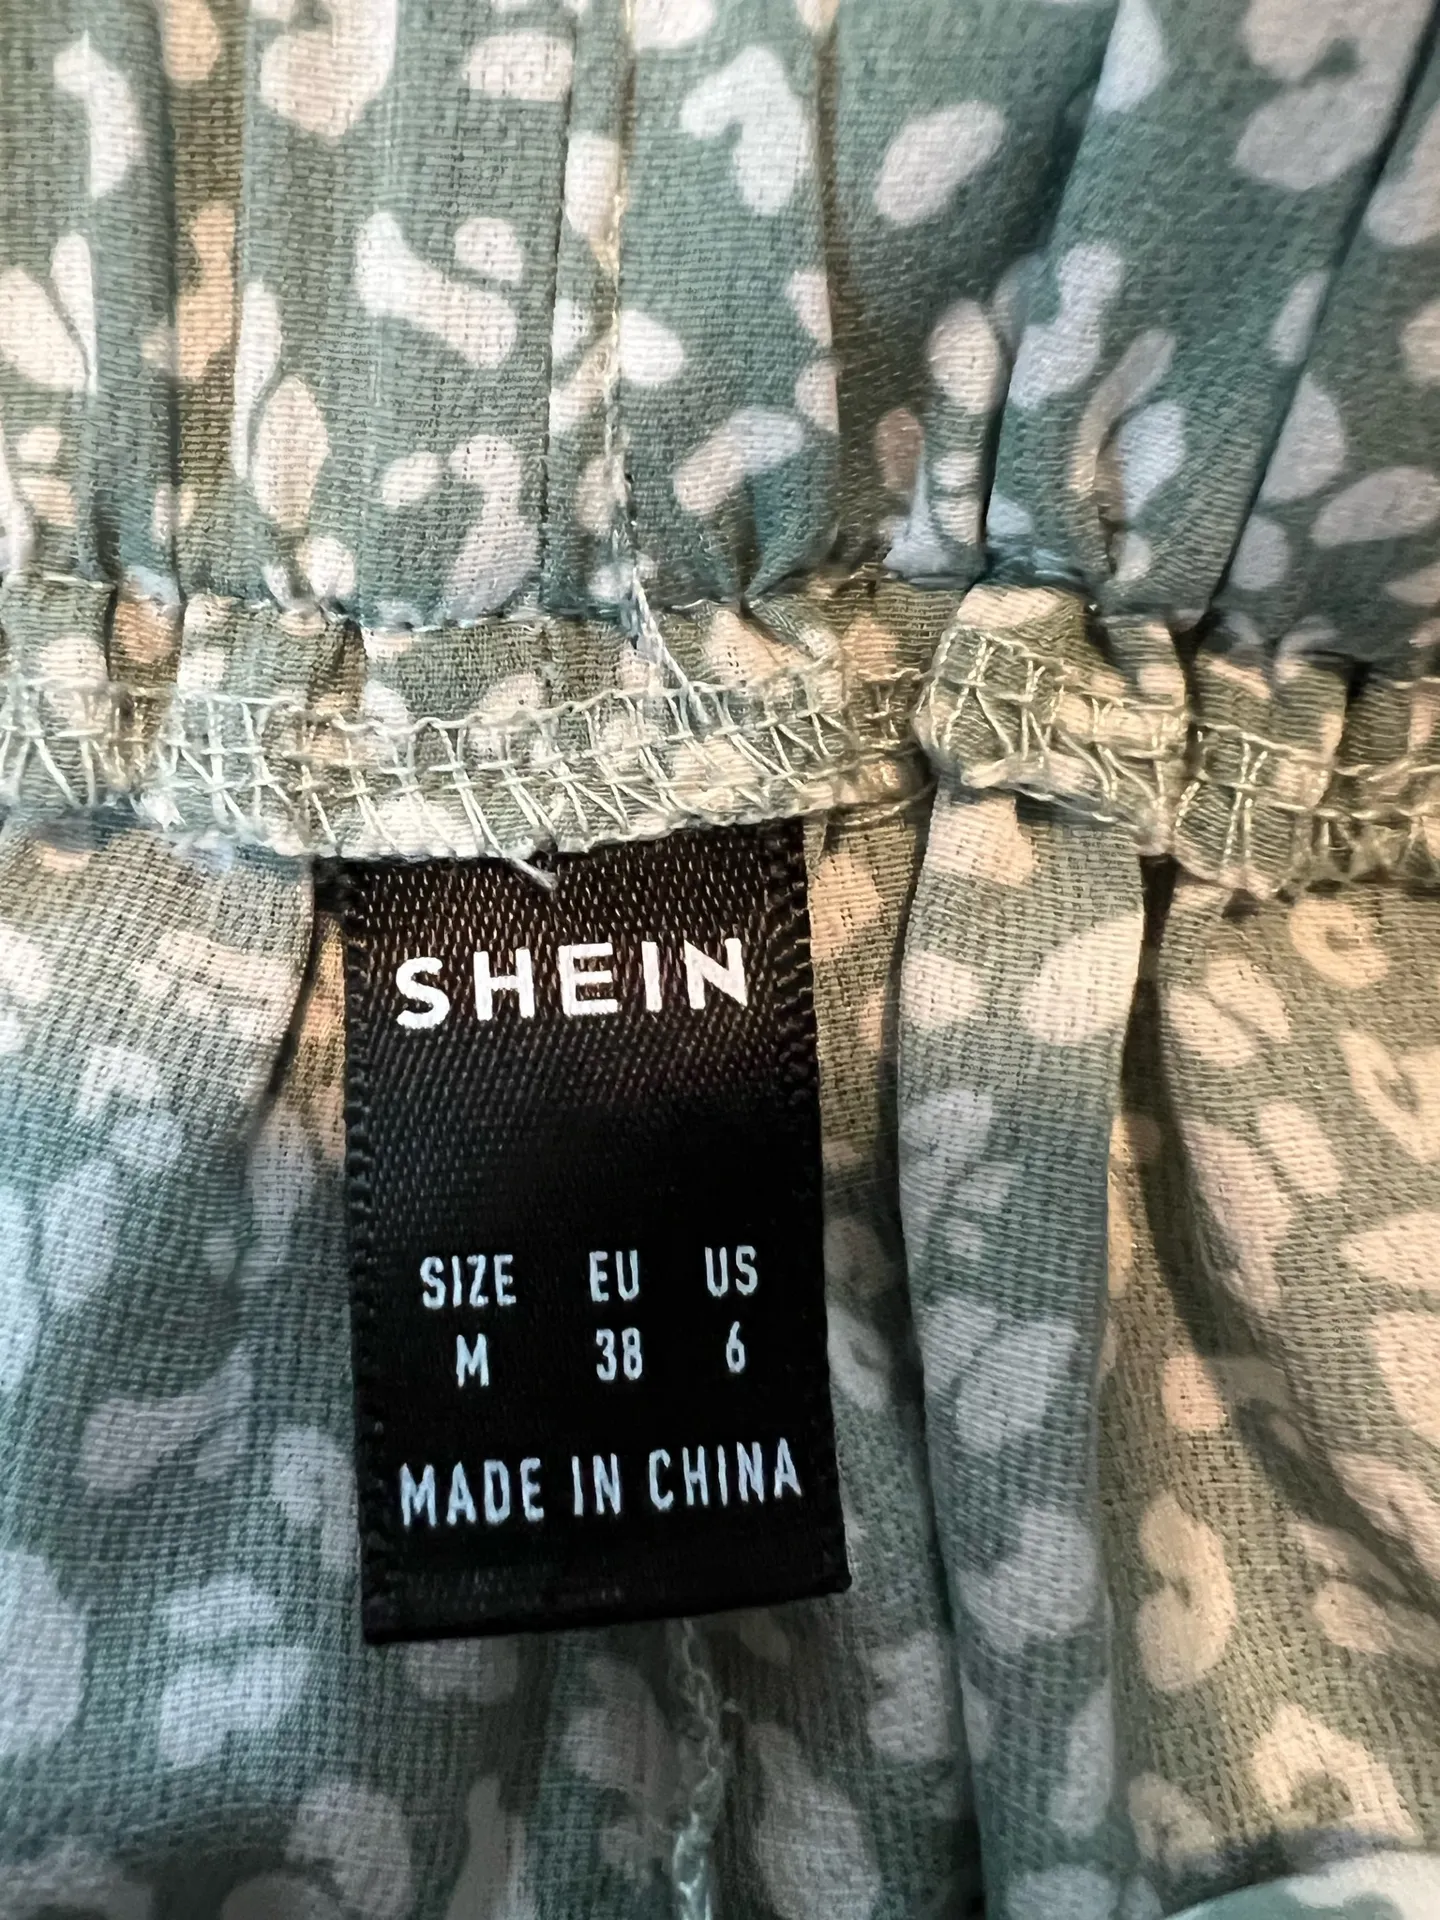 SHEIN
SIZE EU US
M 38 6
MADE IN CHINA